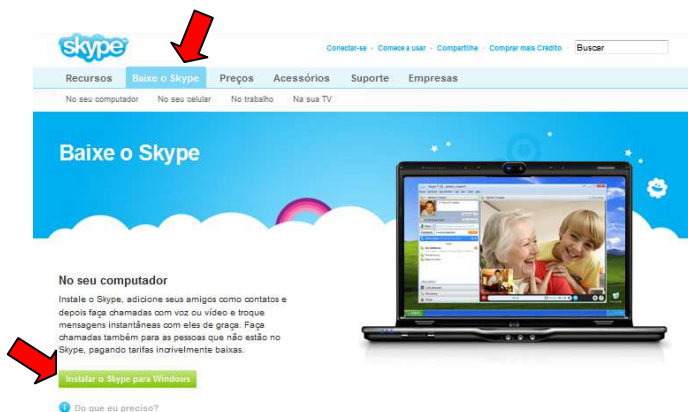 skype
Conectar-se - Comece a usar - Compartilhe - Comprar mais Crédito - Buscar
Recursos Baixe o Skype Preços Acessórios Suporte Empresas
No seu computador No seu celular No trabalho Na sua TV
Baixe o Skype
No seu computador
Instale o Skype, adicione seus amigos como contatos e
depois faça chamadas com voz ou vídeo e troque
mensagens instantâneas com eles de graça. Faça
chamadas também para as pessoas que não estão no
Skype, pagando tarifas incrivelmente baixas.
Instalar o Skype para Windows
Do que eu preciso?